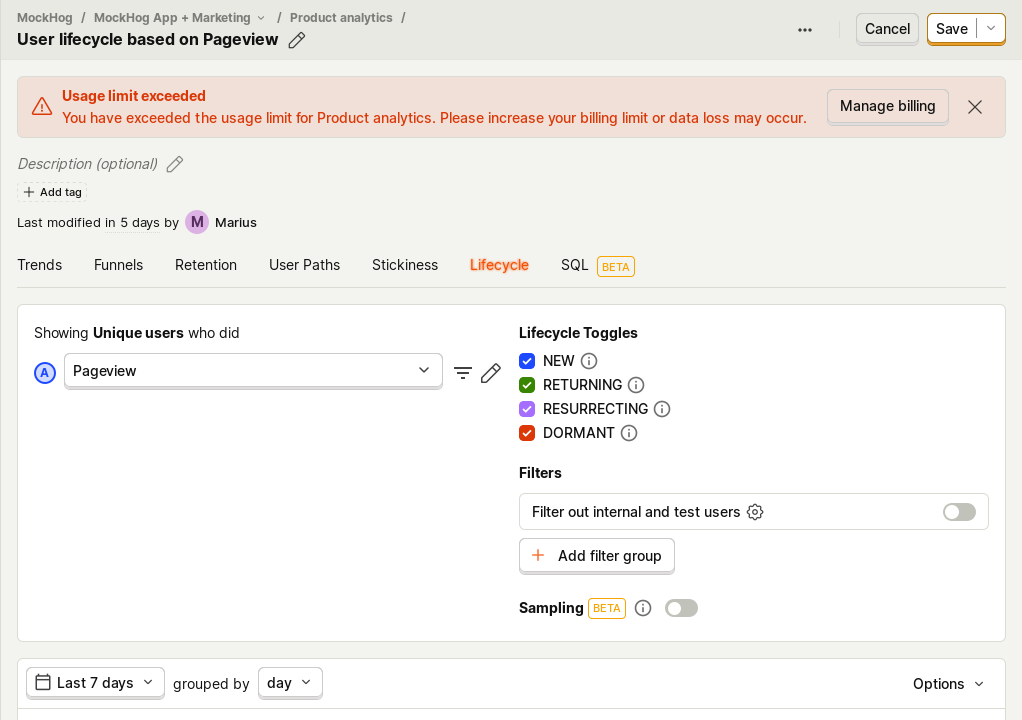 MockHog / MockHog App + Marketing / Product analytics /
User lifecycle based on Pageview
Cancel
Save
Usage limit exceeded
You have exceeded the usage limit for Product analytics. Please increase your billing limit or data loss may occur.
Manage billing
Description (optional)
Add tag
Last modified in 5 days by M Marius
Trends Funnels Retention User Paths Stickiness Lifecycle SQL BETA
Showing Unique users who did
A Pageview
Lifecycle Toggles
NEW
RETURNING
RESURRECTING
DORMANT
Filters
Filter out internal and test users
Add filter group
Sampling BETA
Last 7 days grouped by day
Options